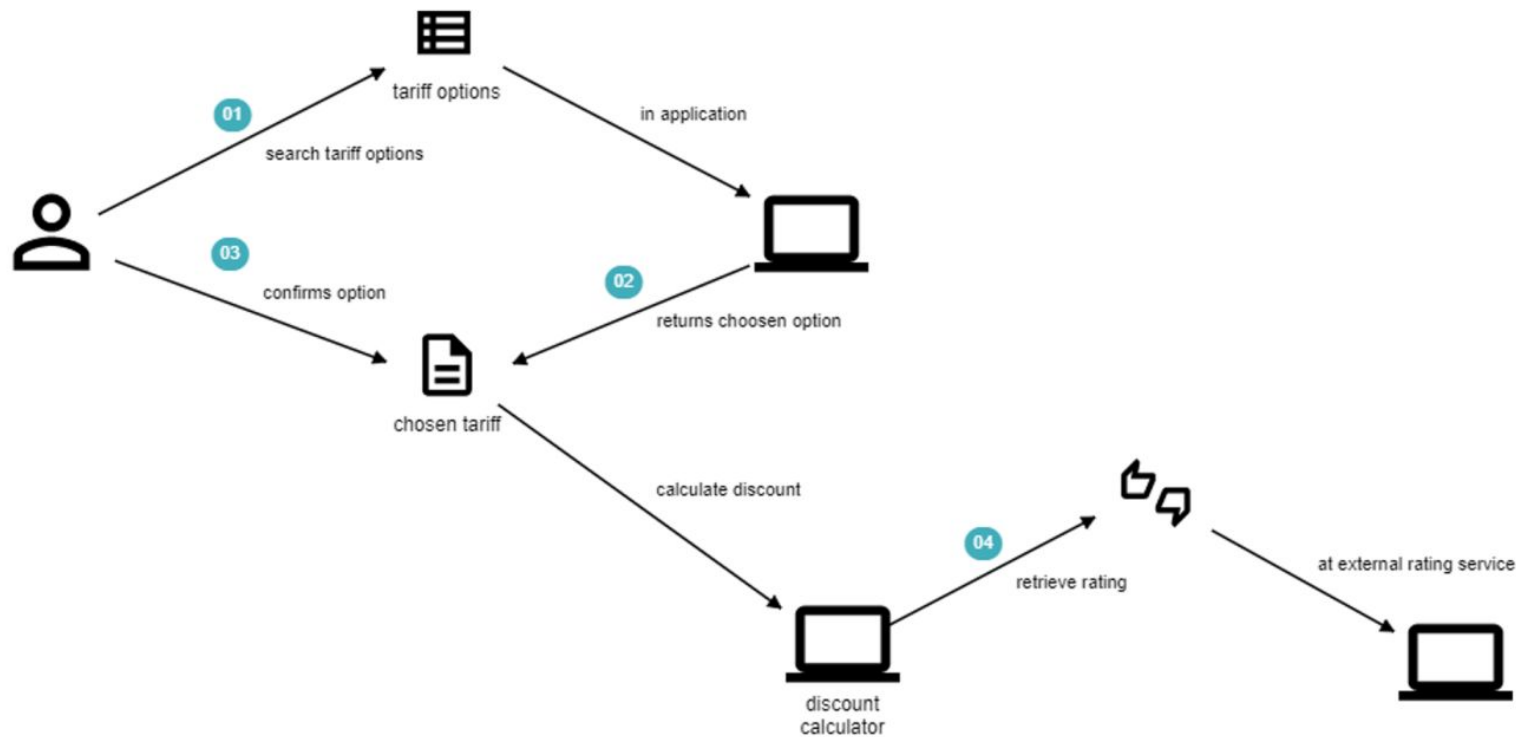 tariff options
01
in application
search tariff options
03
confirms option
02
returns choosen option
chosen tariff
calculate discount
04
retrieve rating
at external rating service
discount
calculator